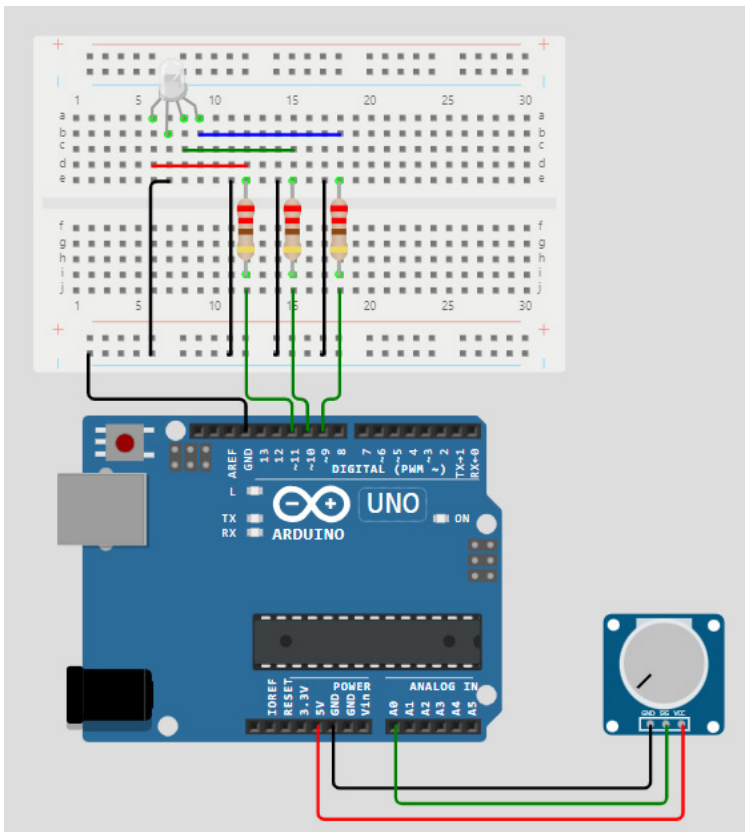 + +
1 5 10 15 20 25 30
a a
b b
c c
d d
e e
f f
g g
h h
i i
j j
1 5 10 15 20 25 30
+ +
AREF
GND
13
12
~11
~10
~9
8
7
~6
~5
4
~3
2
TX→1
RX←0
DIGITAL (PWM ~)
L
UNO
TX
RX
ARDUINO
ON
IOREF
RESET
3.3V
5V
GND
GND
Vin
POWER
ANALOG IN
A0
A1
A2
A3
A4
A5
GND SIG VCC